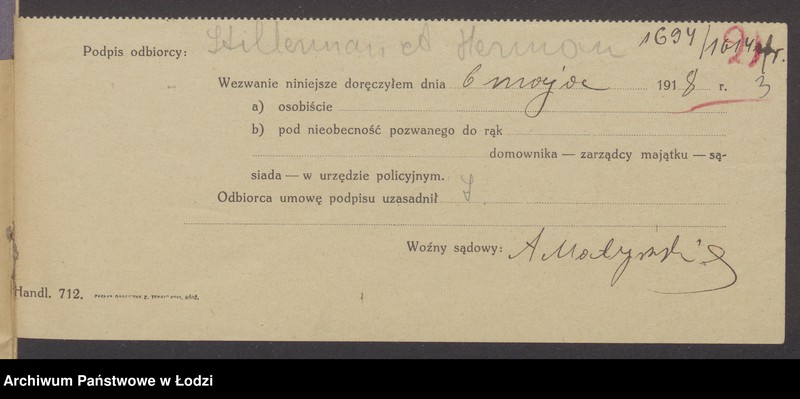 Podpis odbiorcy: Hillerman et Herman 1694/
Wezwanie niniejsze doręczyłem dnia 6 maja 1918 r. 3
a) osobiście
b) pod nieobecność pozwanego do rąk
domownika — zarządcy majątku — są-
siada — w urzędzie policyjnym.
Odbiorca umowę podpisu uzasadnił
Woźny sądowy:
Handl. 712.
Archiwum Państwowe w Łodzi